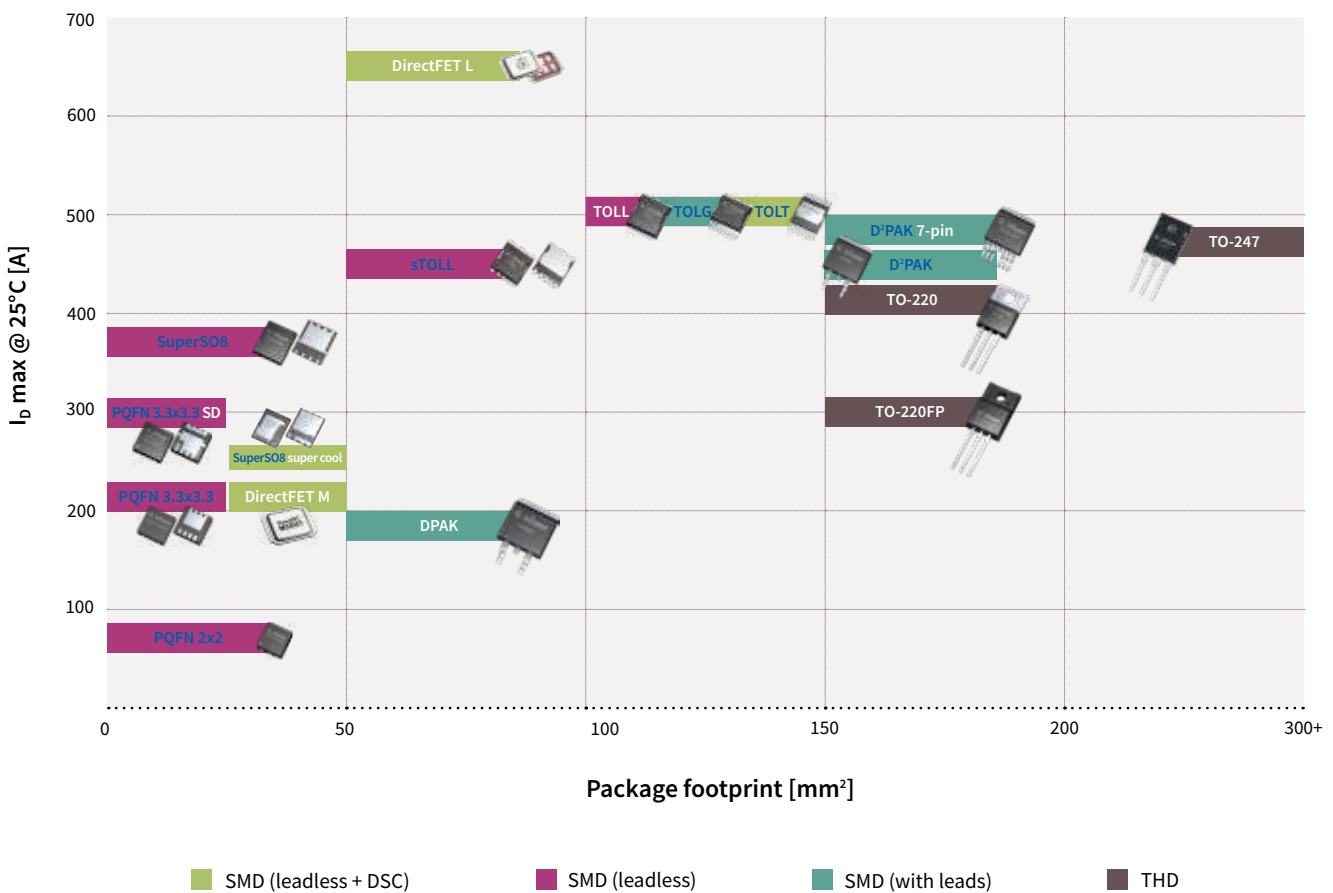 700
600
500
400
300
200
100
I_D max @ 25°C [A]
DirectFET L
TOLL
TOLG
TOLT
D²PAK 7-pin
TO-247
sTOLL
D²PAK
TO-220
SuperSO8
PQFN 3.3x3.3 SD
TO-220FP
SuperSO8 super cool
PQFN 3.3x3.3
DirectFET M
DPAK
PQFN 2x2
0
50
100
150
200
300+
Package footprint [mm²]
SMD (leadless + DSC)
SMD (leadless)
SMD (with leads)
THD